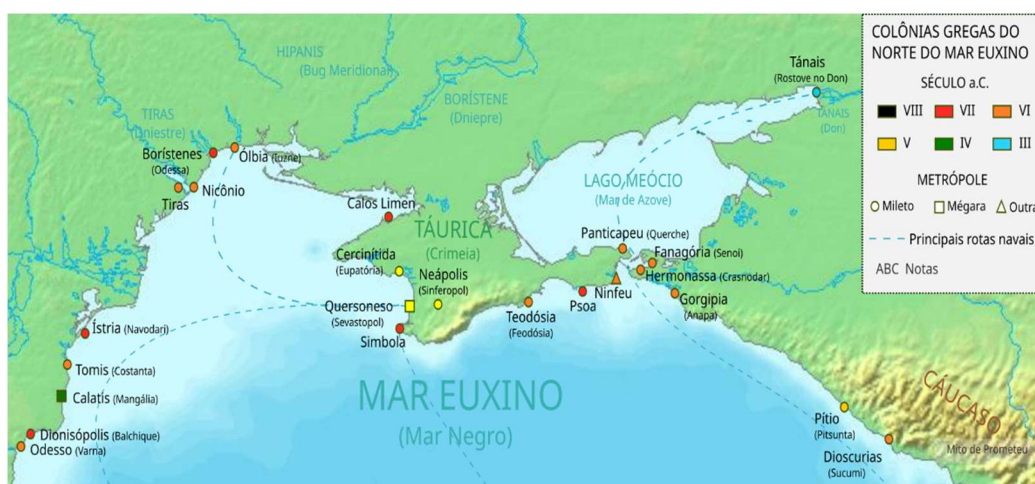 COLÔNIAS GREGAS DO
NORTE DO MAR EUXINO
SÉCULO a.C.
VIII
VII
VI
V
IV
III
METRÓPOLE
Mileto
Mégara
Outra
Principais rotas navais
ABC Notas
HIPANIS
(Bug Meridional)
TIRAS
(Dniestre)
BORÍSTENE
(Dniepre)
Tánais
(Rostove no Don)
TANAIS
(Don)
Borístenes
(Odessa)
Ólbia
Nicônio
Tiras
Calos Limen
TÁURICA
(Crimeia)
LAGO MEÓCIO
(Mar de Azove)
Panticapeu (Querche)
Fanagória (Senoi)
Hermonassa (Crasnodar)
Cercinítida
(Eupatória)
Neápolis
(Sinferopol)
Quersoneso
(Sevastopol)
Simbola
Teodósia
(Feodósia)
Psoa
Ninfeu
Gorgipia
(Anapa)
Ístria (Navodari)
Tomis (Costanta)
Calatis (Mangália)
Dionisópolis (Balchique)
Odesso (Varna)
MAR EUXINO
(Mar Negro)
CÁUCASO
Mito de Prometeu
Pítio
(Pitsunta)
Dioscurias
(Sucumi)